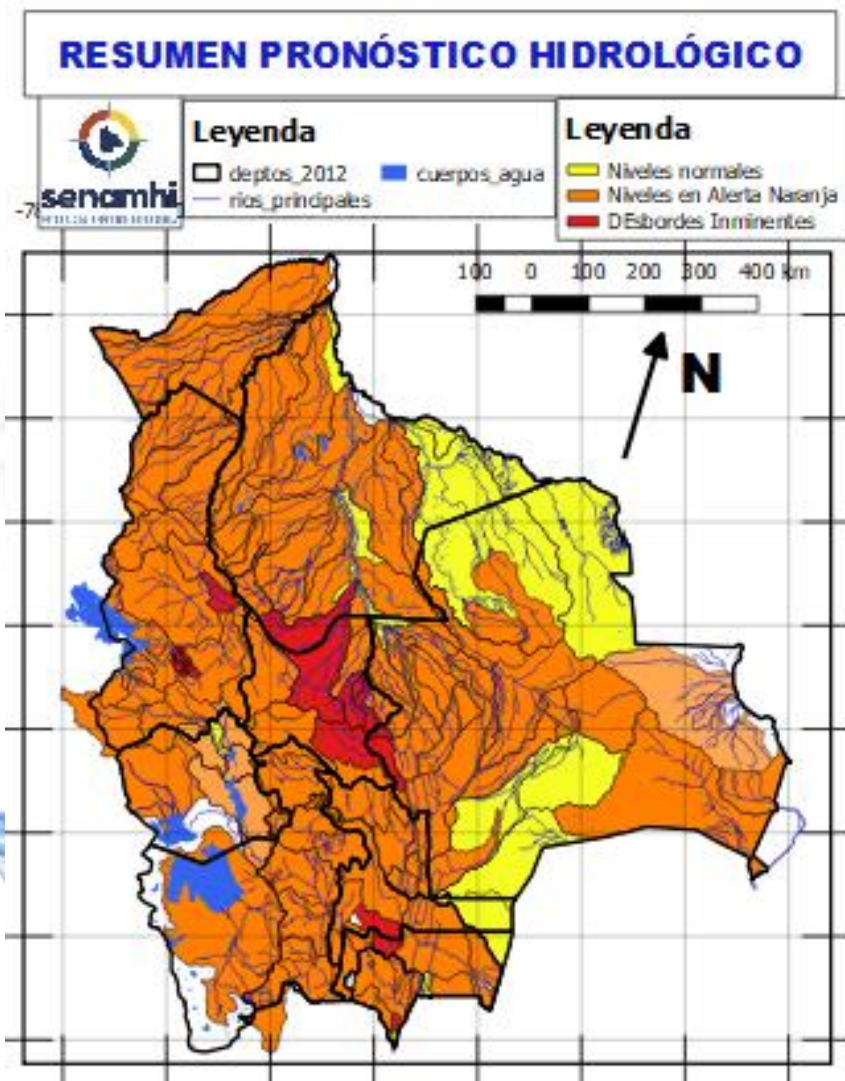 RESUMEN PRONÓSTICO HIDROLÓGICO
senamhi
Leyenda
deptos_2012
cuerpos_agua
rios_principales
Leyenda
Niveles normales
Niveles en Alerta Naranja
DEsbordes Inminentes
100 0 100 200 300 400 km
N